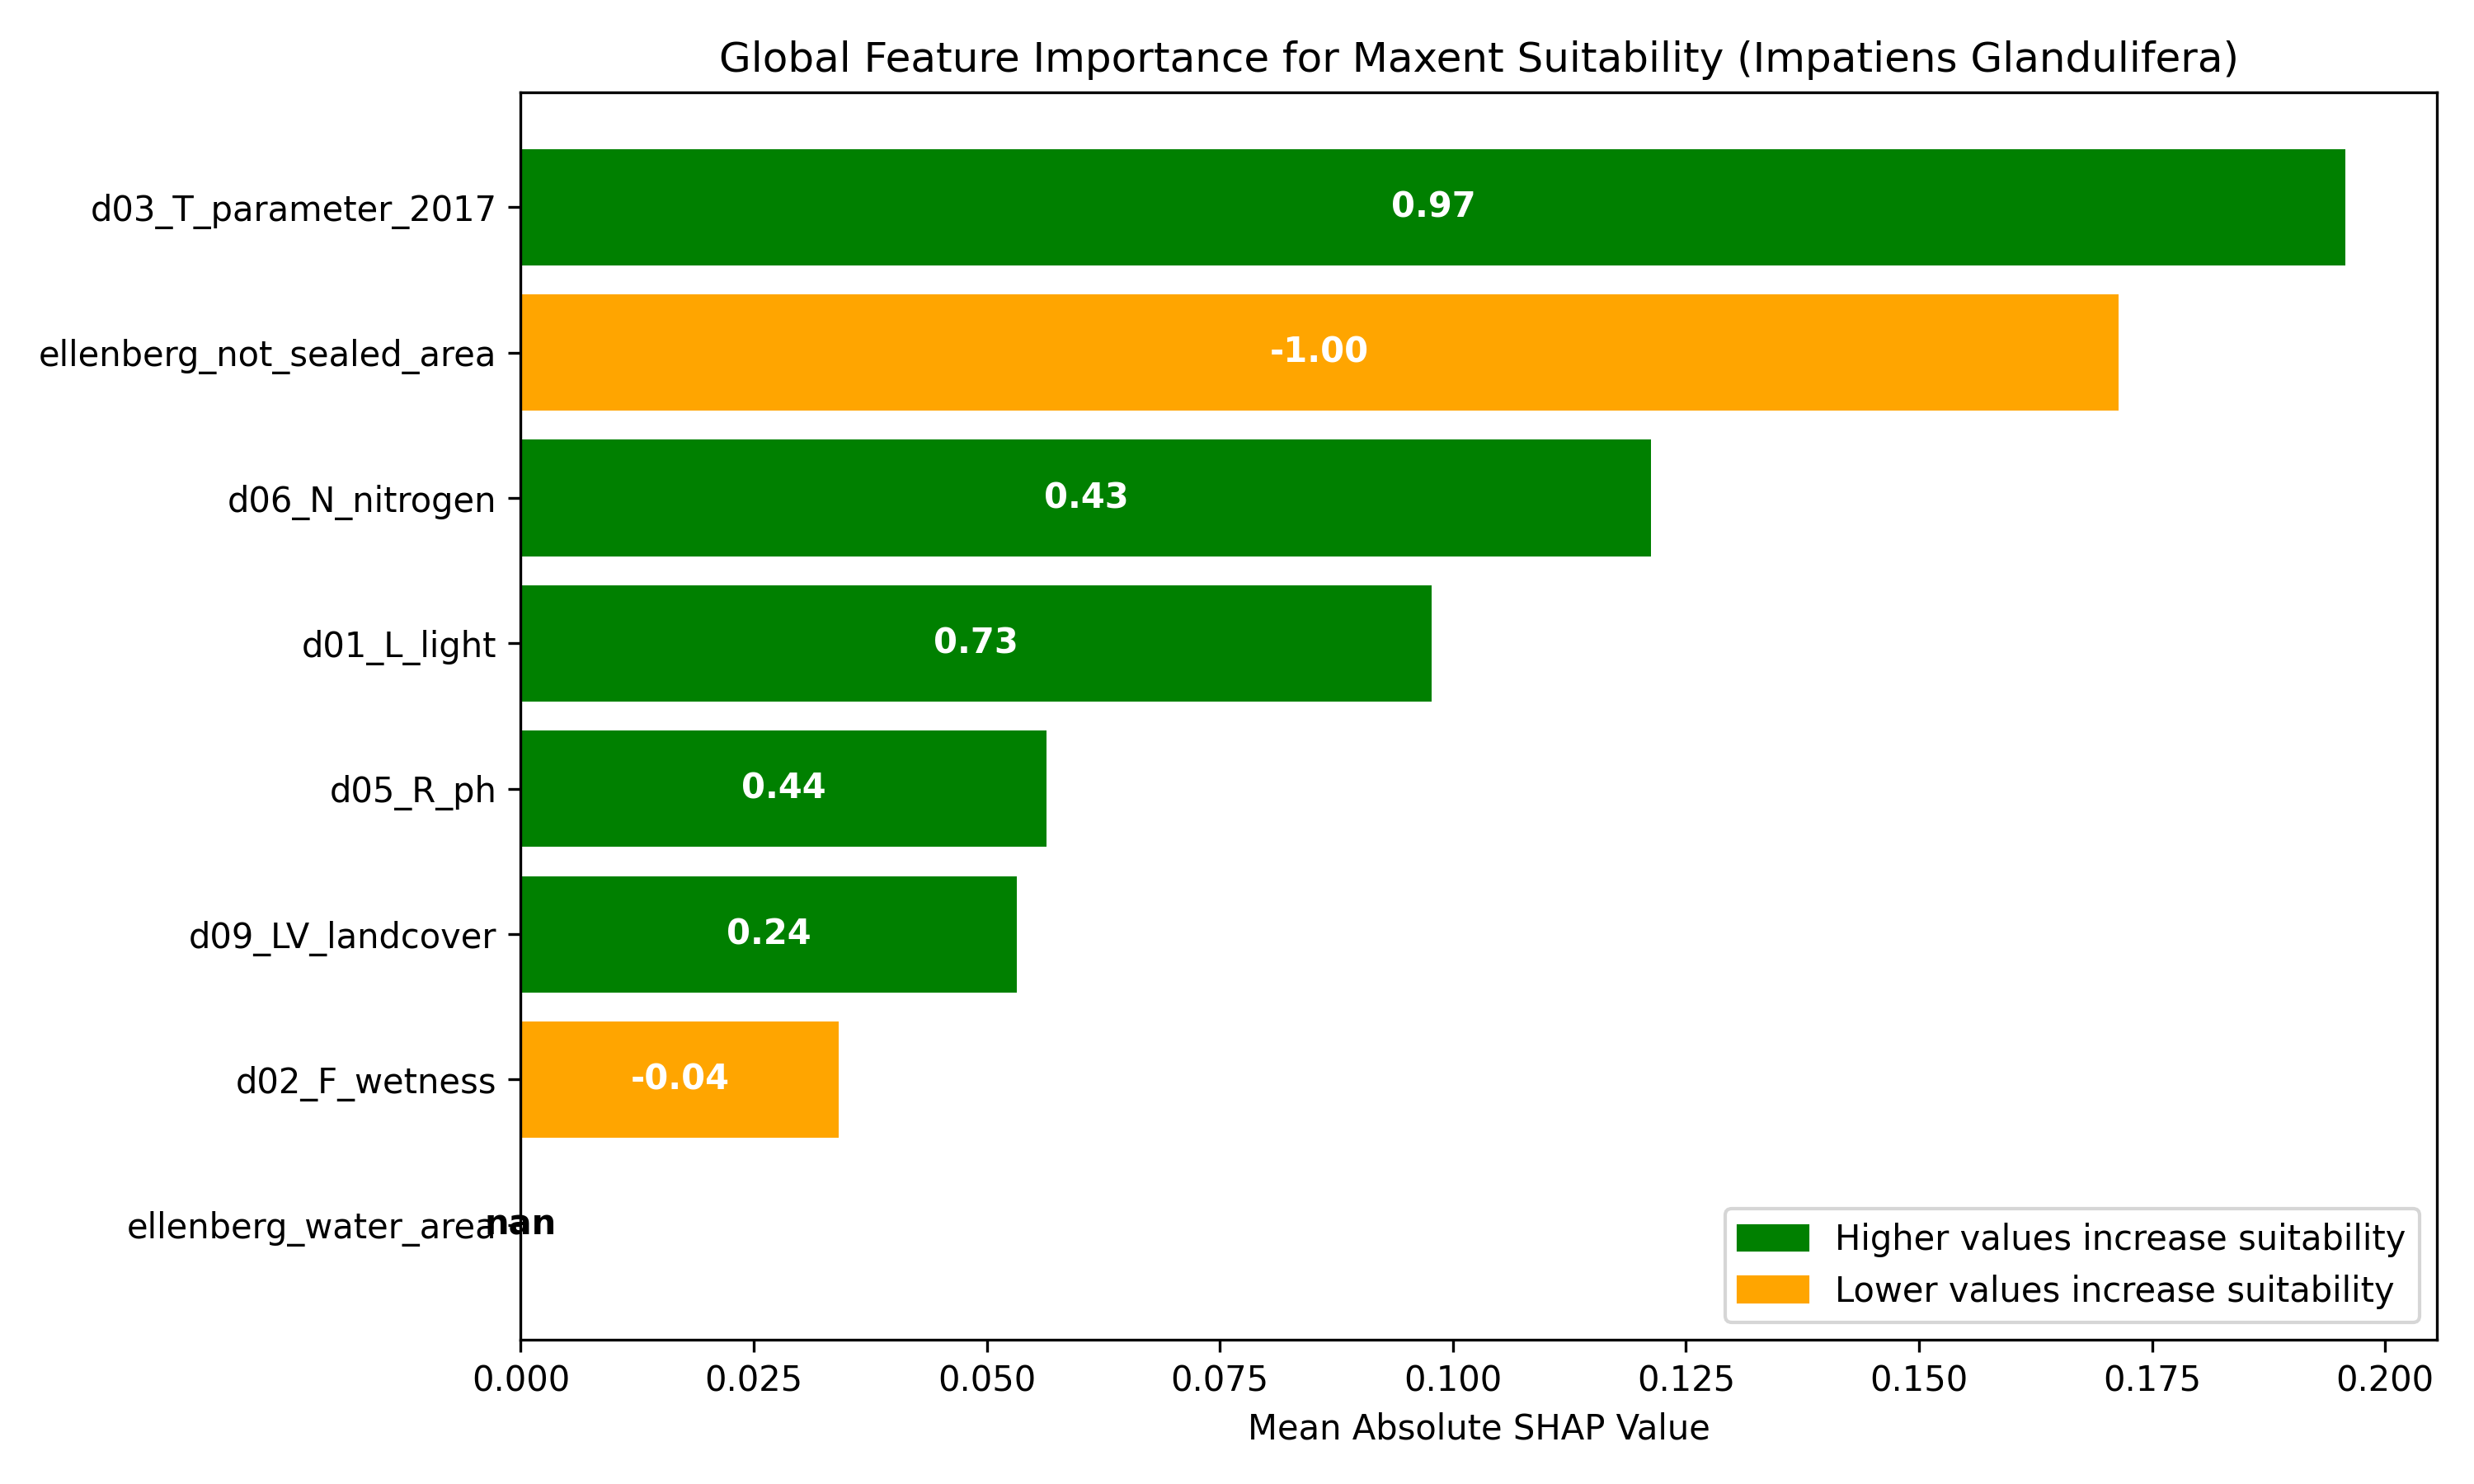 Global Feature Importance for Maxent Suitability (Impatiens Glandulifera)
d03_T_parameter_2017
0.97
ellenberg_not_sealed_area
-1.00
d06_N_nitrogen
0.43
d01_L_light
0.73
d05_R_ph
0.44
d09_LV_landcover
0.24
d02_F_wetness
-0.04
ellenberg_water_area
nan
Higher values increase suitability
Lower values increase suitability
0.000 0.025 0.050 0.075 0.100 0.125 0.150 0.175 0.200
Mean Absolute SHAP Value